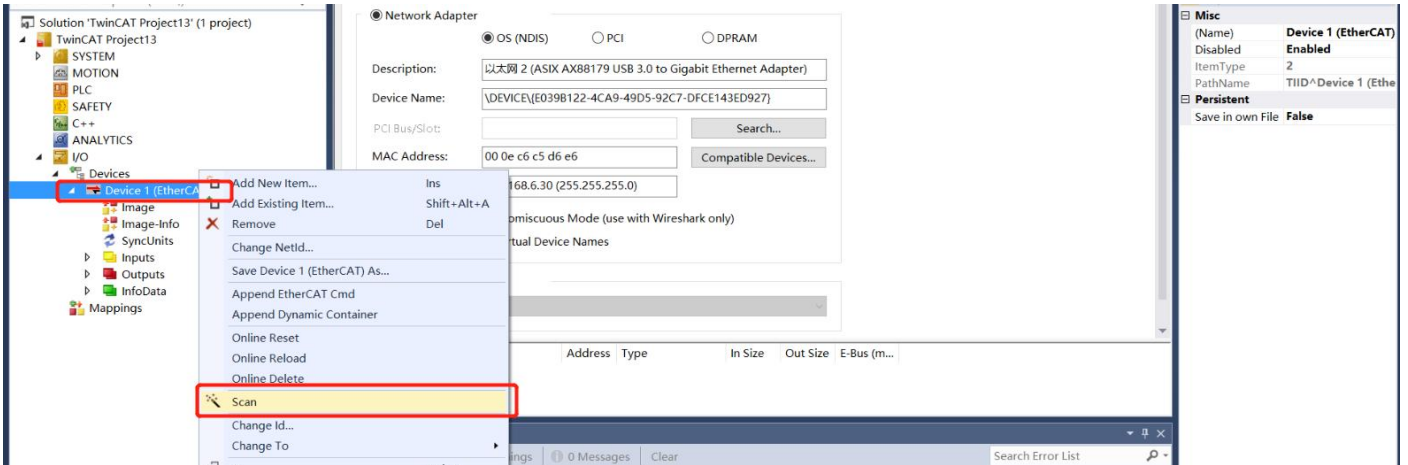 Solution 'TwinCAT Project13' (1 project)
TwinCAT Project13
SYSTEM
MOTION
PLC
SAFETY
C++
ANALYTICS
I/O
Devices
Device 1 (EtherCA
Image
Image-Info
SyncUnits
Inputs
Outputs
InfoData
Mappings
Add New Item... Ins
Add Existing Item... Shift+Alt+A
Remove Del
Change NetId...
Save Device 1 (EtherCAT) As...
Append EtherCAT Cmd
Append Dynamic Container
Online Reset
Online Reload
Online Delete
Scan
Change Id...
Change To
Network Adapter
OS (NDIS) PCI DPRAM
Description: 以太网 2 (ASIX AX88179 USB 3.0 to Gigabit Ethernet Adapter)
Device Name: \DEVICE\{E039B122-4CA9-49D5-92C7-DFCE143ED927}
PCI Bus/Slot: Search...
MAC Address: 00 0e c6 c5 d6 e6 Compatible Devices...
168.6.30 (255.255.255.0)
omiscuous Mode (use with Wireshark only)
tual Device Names
Address Type In Size Out Size E-Bus (m...
ings 0 Messages Clear Search Error List
Misc
(Name) Device 1 (EtherCAT)
Disabled Enabled
ItemType 2
PathName TIID^Device 1 (Ethe
Persistent
Save in own File False